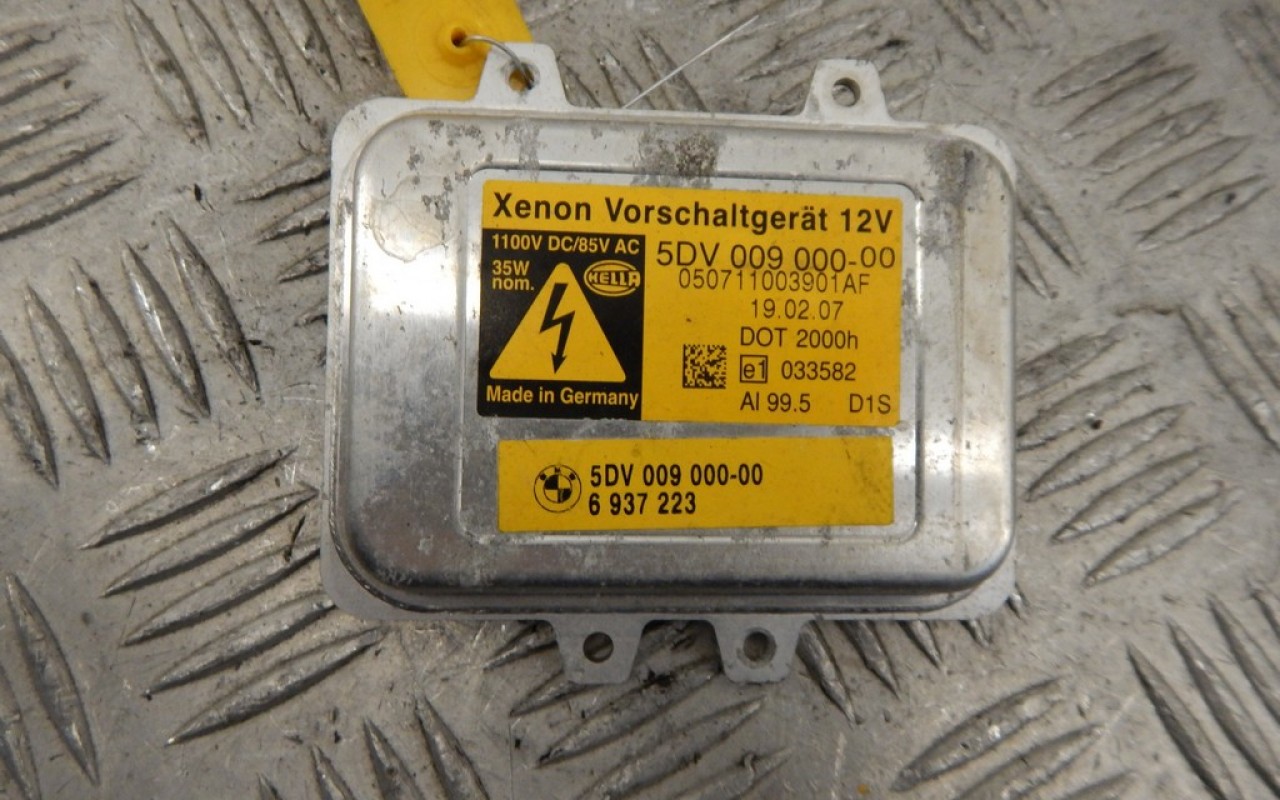 Xenon Vorschaltgerät 12V
1100V DC/85V AC
35W
nom.
HELLA
Made in Germany
5DV 009 000-00
050711003901AF
19.02.07
DOT 2000h
e1 033582
Al 99.5 D1S
5DV 009 000-00
6 937 223